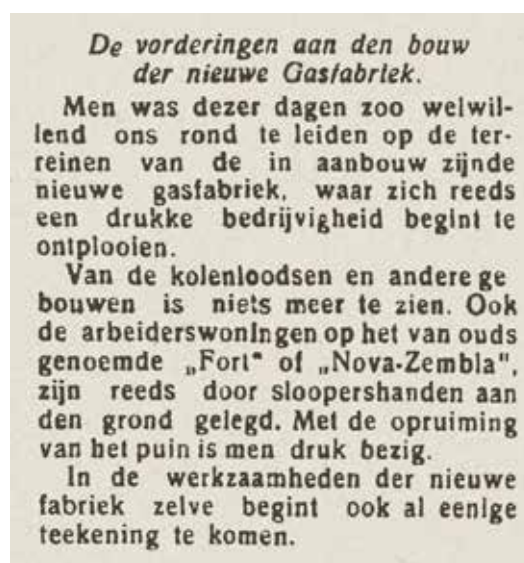 De vorderingen aan den bouw
der nieuwe Gasfabriek.
Men was dezer dagen zoo welwil-
lend ons rond te leiden op de ter-
reinen van de in aanbouw zijnde
nieuwe gasfabriek, waar zich reeds
een drukke bedrijvigheid begint te
ontplooien.
Van de kolenloodsen en andere ge
bouwen is niets meer te zien. Ook
de arbeiderswoningen op het van ouds
genoemde „Fort" of „Nova-Zembla",
zijn reeds door sloopershanden aan
den grond gelegd. Met de opruiming
van het puin is men druk bezig.
In de werkzaamheden der nieuwe
fabriek zelve begint ook al eenige
teekening te komen.